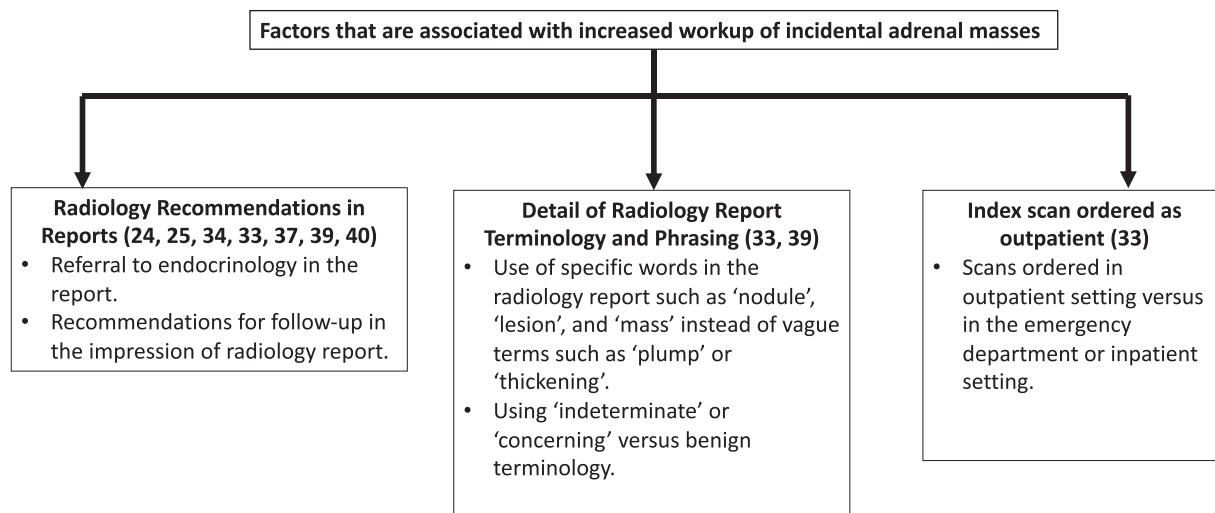 Factors that are associated with increased workup of incidental adrenal masses
Radiology Recommendations in
Reports (24, 25, 34, 33, 37, 39, 40)
• Referral to endocrinology in the
report.
• Recommendations for follow-up in
the impression of radiology report.
Detail of Radiology Report
Terminology and Phrasing (33, 39)
• Use of specific words in the
radiology report such as ‘nodule’,
‘lesion’, and ‘mass’ instead of vague
terms such as ‘plump’ or
‘thickening’.
• Using ‘indeterminate’ or
‘concerning’ versus benign
terminology.
Index scan ordered as
outpatient (33)
• Scans ordered in
outpatient setting versus
in the emergency
department or inpatient
setting.